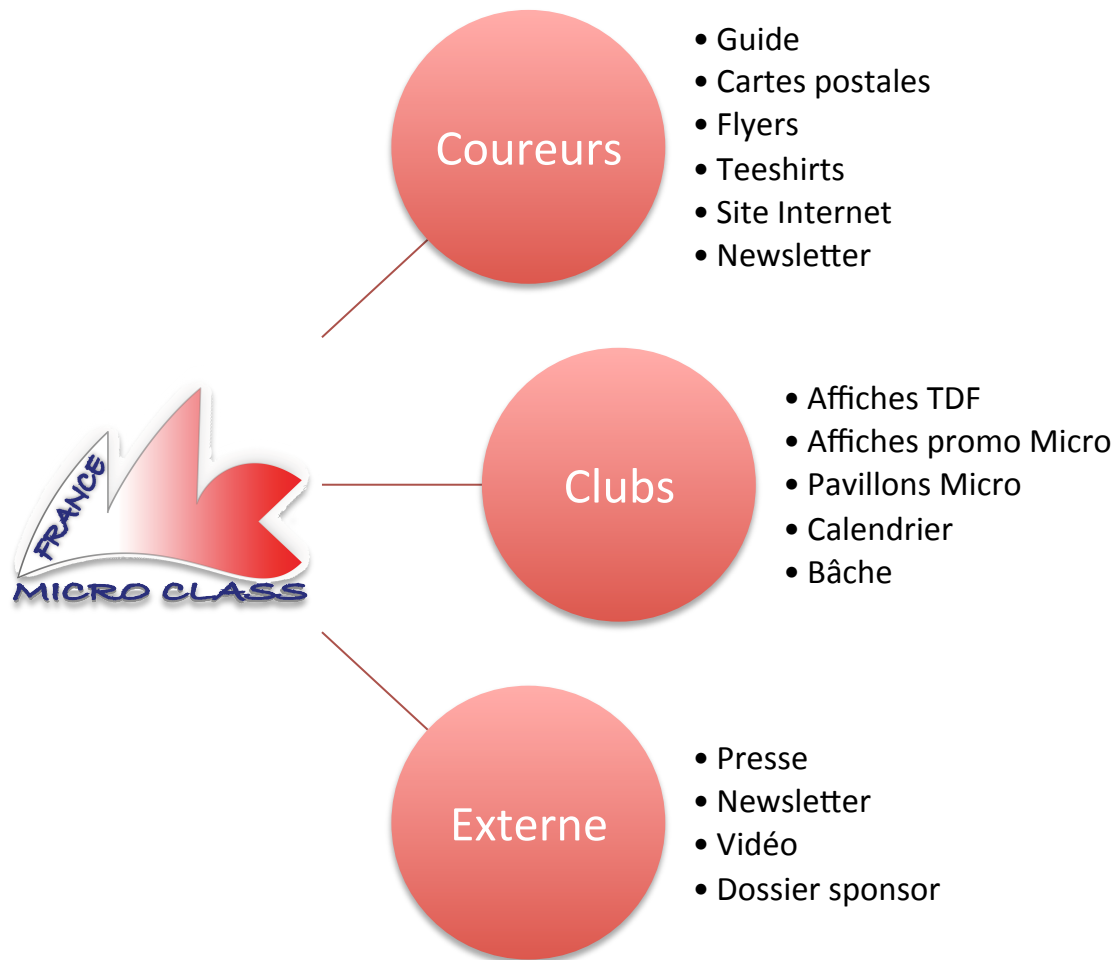 Coureurs
• Guide
• Cartes postales
• Flyers
• Teeshirts
• Site Internet
• Newsletter
FRANCE
MICRO CLASS
Clubs
• Affiches TDF
• Affiches promo Micro
• Pavillons Micro
• Calendrier
• Bâche
Externe
• Presse
• Newsletter
• Vidéo
• Dossier sponsor